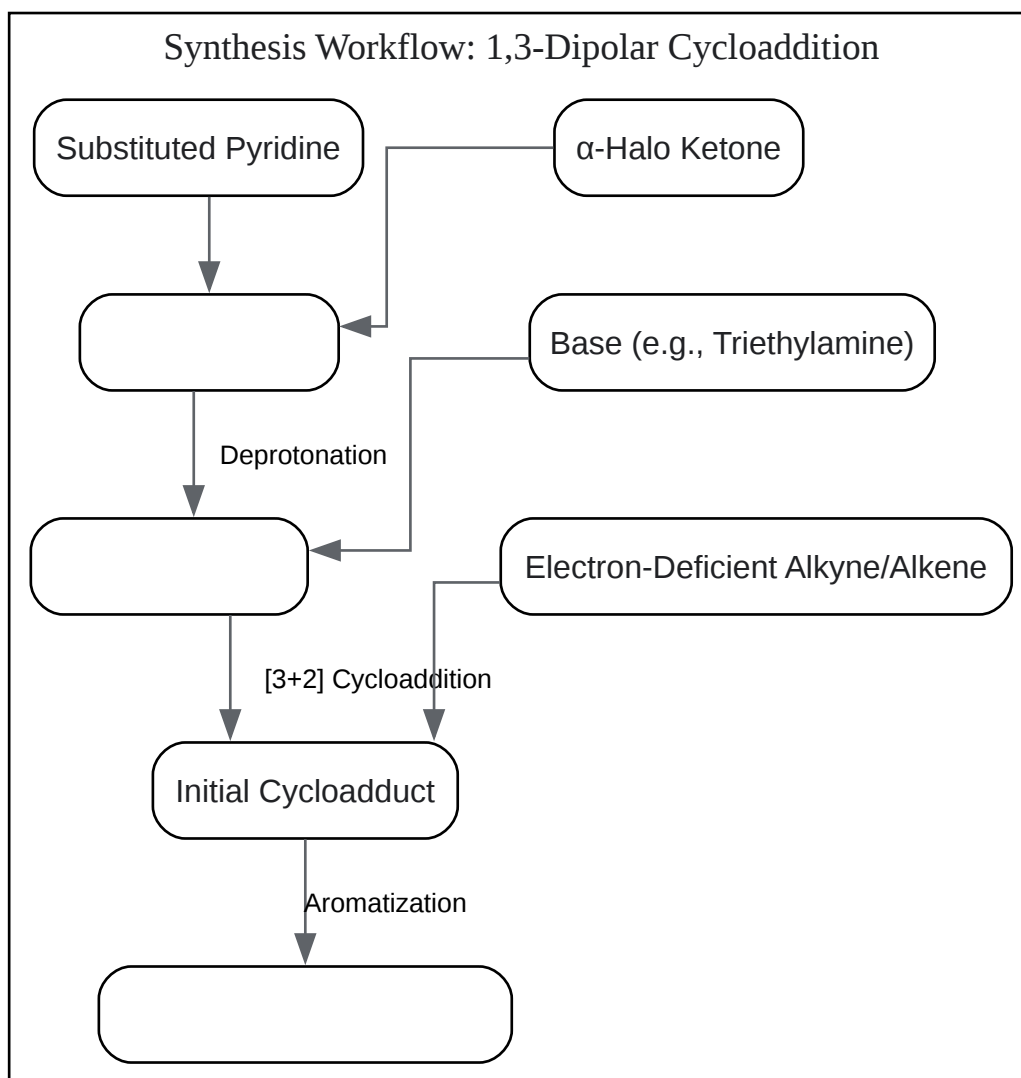 Synthesis Workflow: 1,3-Dipolar Cycloaddition
Substituted Pyridine
α-Halo Ketone
Base (e.g., Triethylamine)
Deprotonation
Electron-Deficient Alkyne/Alkene
[3+2] Cycloaddition
Initial Cycloadduct
Aromatization